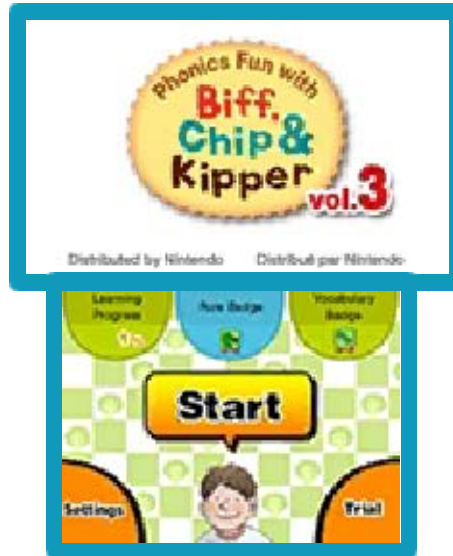 Phonics Fun with
Biff,
Chip &
Kipper
vol.3
Distributed by Nintendo Distribué par Nintendo
Learning
Progress
Vocabulary
Badge
Badge
Start
Settings
Trial